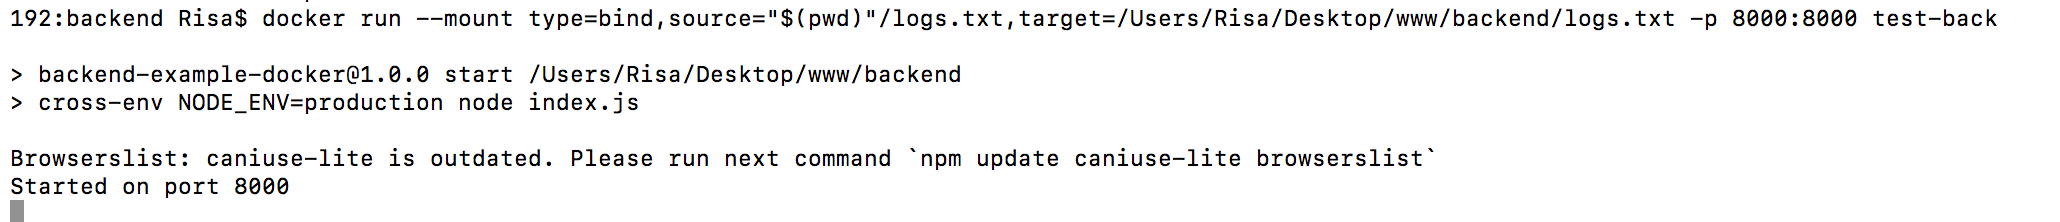 192:backend Risa$ docker run --mount type=bind,source="$(pwd)"/logs.txt,target=/Users/Risa/Desktop/www/backend/logs.txt -p 8000:8000 test-back
> backend-example-docker@1.0.0 start /Users/Risa/Desktop/www/backend
> cross-env NODE_ENV=production node index.js
Browserslist: caniuse-lite is outdated. Please run next command `npm update caniuse-lite browserslist`
Started on port 8000